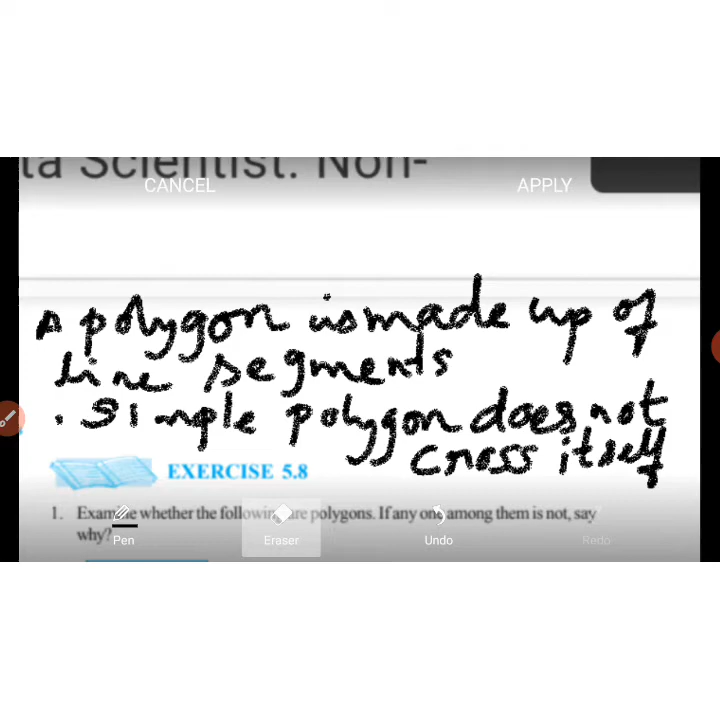 ta Scientist. Non-
CANCEL APPLY
A polygon is made up of
line segments
. Simple polygon does not
cross itself
EXERCISE 5.8
1. Examine whether the following are polygons. If any one among them is not, say
why?
Pen Eraser Undo Redo